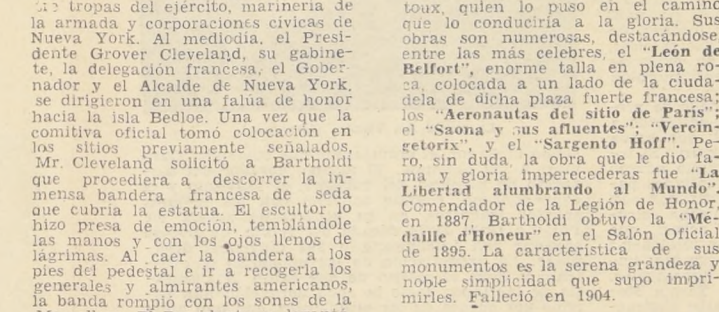 de tropas del ejército, marinería de
la armada y corporaciones cívicas de
Nueva York. Al mediodía, el Presi-
dente Grover Cleveland, su gabine-
te, la delegación francesa, el Gober-
nador y el Alcalde de Nueva York,
se dirigieron en una falúa de honor
hacia la isla Bedloe. Una vez que la
comitiva oficial tomó colocación en
los sitios previamente señalados,
Mr. Cleveland solicitó a Bartholdi
que procediera a descorrer la in-
mensa bandera francesa de seda
que cubría la estatua. El escultor lo
hizo presa de emoción, temblándole
las manos y con los ojos llenos de
lágrimas. Al caer la bandera a los
pies del pedestal e ir a recogerla los
generales y almirantes americanos,
la banda rompió con los sones de la
toux, quien lo puso en el camino
que lo conduciría a la gloria. Sus
obras son numerosas, destacándose
entre las más celebres, el "León de
Belfort", enorme talla en plena ro-
ca, colocada a un lado de la ciuda-
dela de dicha plaza fuerte francesa;
los "Aeronautas del sitio de París";
el "Saona y sus afluentes"; "Vercin-
getorix", y el "Sargento Hoff". Pe-
ro, sin duda, la obra que le dio fa-
ma y gloria imperecederas fue "La
Libertad alumbrando al Mundo".
Comendador de la Legión de Honor,
en 1887, Bartholdi obtuvo la "Mé-
daille d'Honeur" en el Salón Oficial
de 1895. La característica de sus
monumentos es la serena grandeza y
noble simplicidad que supo impri-
mirles. Falleció en 1904.